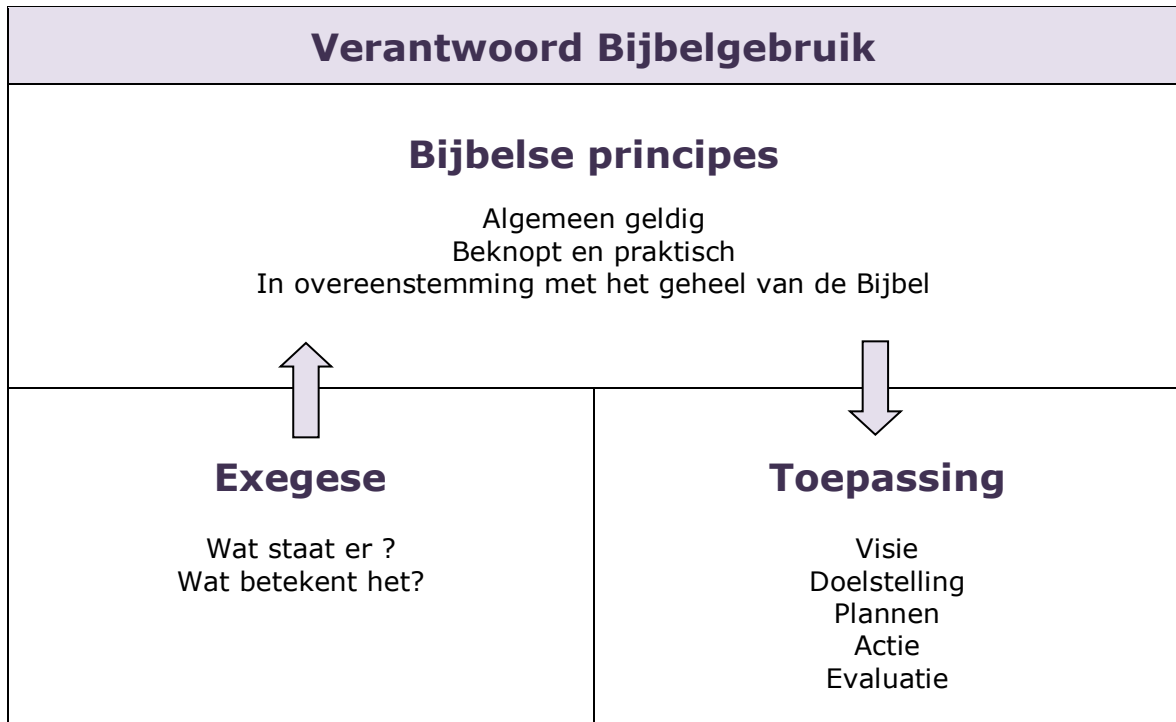 Verantwoord Bijbelgebruik
Bijbelse principes
Algemeen geldig
Beknopt en praktisch
In overeenstemming met het geheel van de Bijbel
Exegese
Wat staat er ?
Wat betekent het?
Toepassing
Visie
Doelstelling
Plannen
Actie
Evaluatie